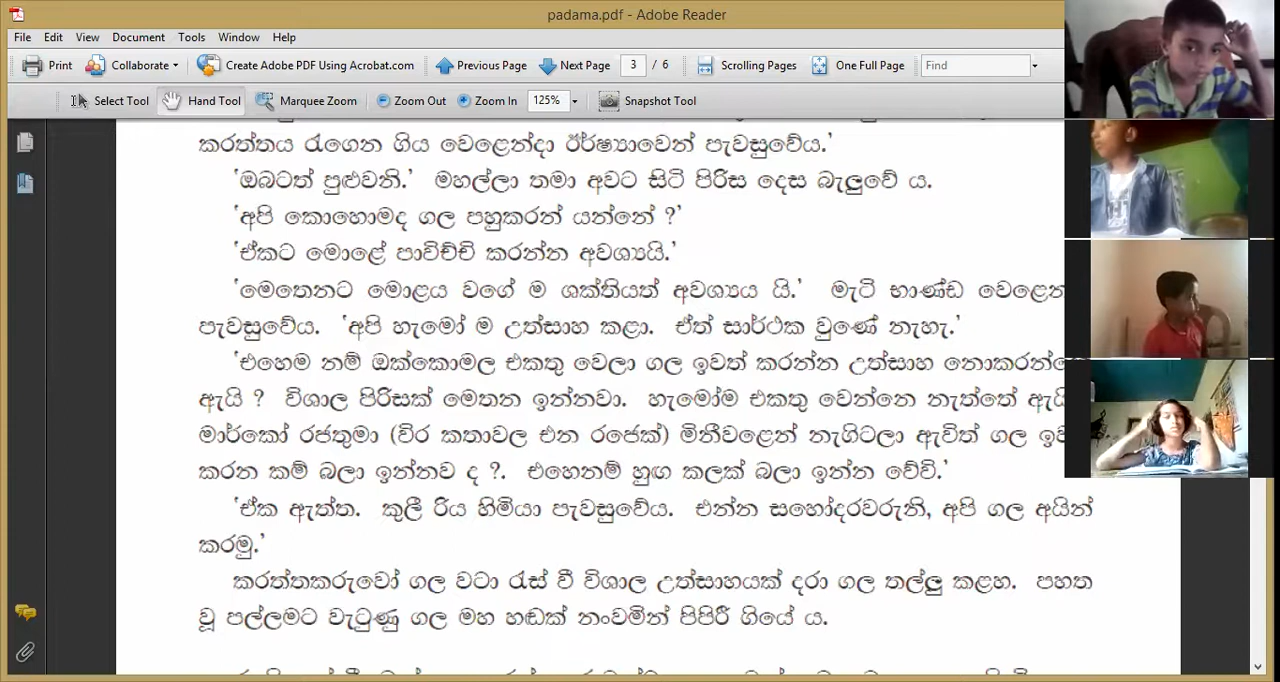 padama.pdf - Adobe Reader
File Edit View Document Tools Window Help
Print Collaborate Create Adobe PDF Using Acrobat.com Previous Page Next Page 3 / 6 Scrolling Pages One Full Page Find
Select Tool Hand Tool Marquee Zoom Zoom Out Zoom In 125% Snapshot Tool
කරත්තය රැගෙන ගිය වෙළෙන්දා ඊර්ෂ්‍යාවෙන් පැවසුවේය.’
‘ඔබටත් පුළුවනි.’ මහල්ලා තමා අවට සිටි පිරිස දෙස බැලුවේ ය.
‘අපි කොහොමද ගල පහුකරන් යන්නේ ?’
‘ඒකට මොළේ පාවිච්චි කරන්න අවශ්‍යයි.’
‘මෙතෙනට මොළය වගේ ම ශක්තියත් අවශ්‍යය යි.’ මැටි භාණ්ඩ
පැවසුවේය. ‘අපි හැමෝ ම උත්සාහ කළා. ඒත් සාර්ථක වුණේ නැහැ.’
‘එහෙම නම් ඔක්කොමල එකතු වෙලා ගල ඉවත් කරන්න උත්සාහ
ඇයි ? විශාල පිරිසක් මෙතන ඉන්නවා. හැමෝම එකතු වෙන්නෙ නැත්තේ
මාර්කෝ රජතුමා (වීර කතාවල එන රජෙක්) මිනීවළෙන් නැගිටලා ඇවිත් ගල
කරන කම් බලා ඉන්නව ද ?. එහෙනම් හුඟ කලක් බලා ඉන්න වේවි.’
‘ඒක ඇත්ත. කුලී රිය හිමියා පැවසුවේය. එන්න සහෝදරවරුනි, අපි ගල අයින්
කරමු.’
කරත්තකරුවෝ ගල වටා රැස් වී විශාල උත්සාහයක් දරා ගල තල්ලු කළහ. පහත
වූ පල්ලමට වැටුණු ගල මහ හඬක් නංවමින් පිපිරී ගියේ ය.